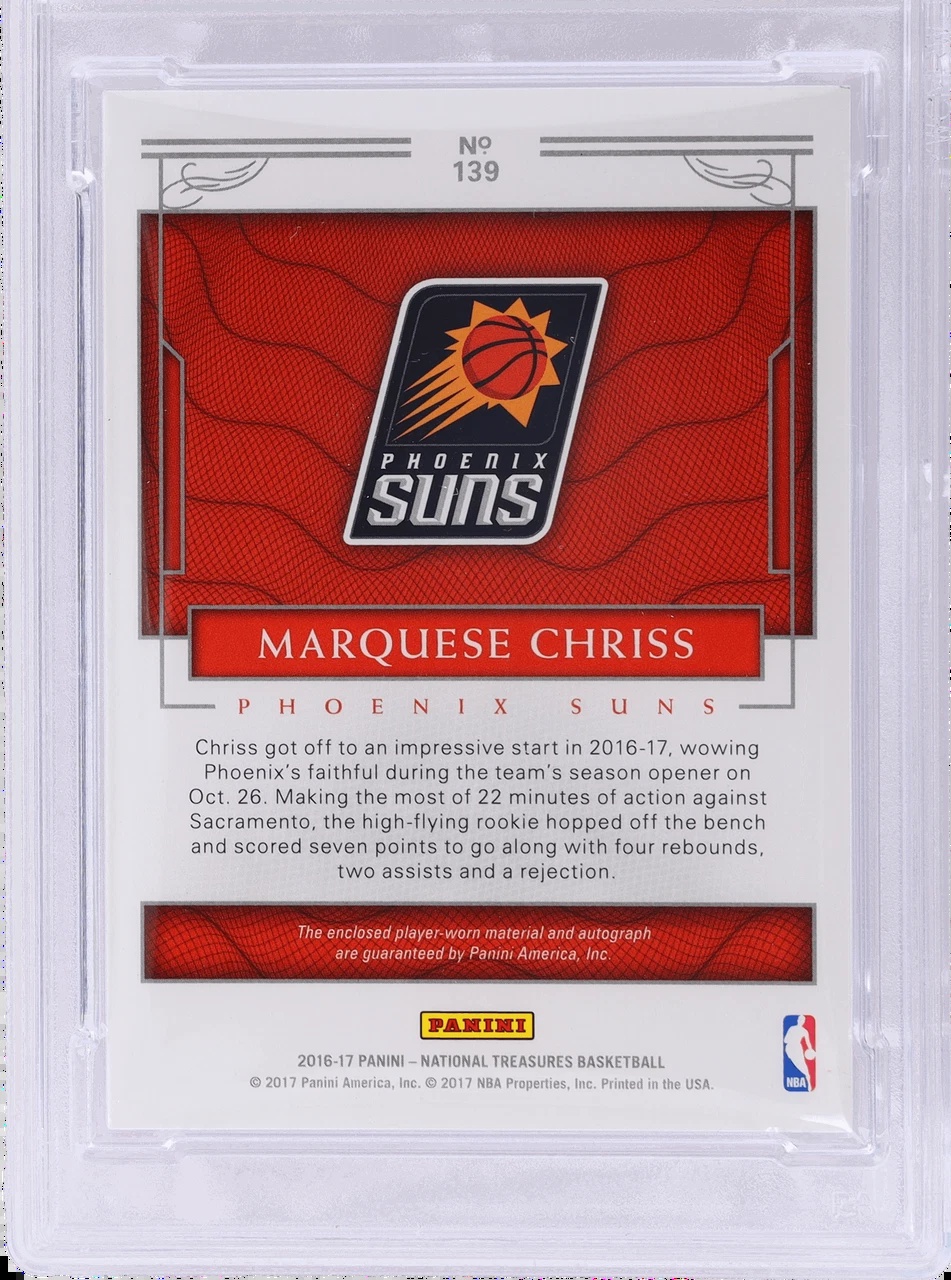 Nº
139
PHOENIX
SUNS
MARQUESE CHRISS
PHOENIX SUNS
Chriss got off to an impressive start in 2016-17, wowing
Phoenix's faithful during the team's season opener on
Oct. 26. Making the most of 22 minutes of action against
Sacramento, the high-flying rookie hopped off the bench
and scored seven points to go along with four rebounds,
two assists and a rejection.
The enclosed player-worn material and autograph
are guaranteed by Panini America, Inc.
PANINI
2016-17 PANINI – NATIONAL TREASURES BASKETBALL
© 2017 Panini America, Inc. © 2017 NBA Properties, Inc. Printed in the USA.
NBA